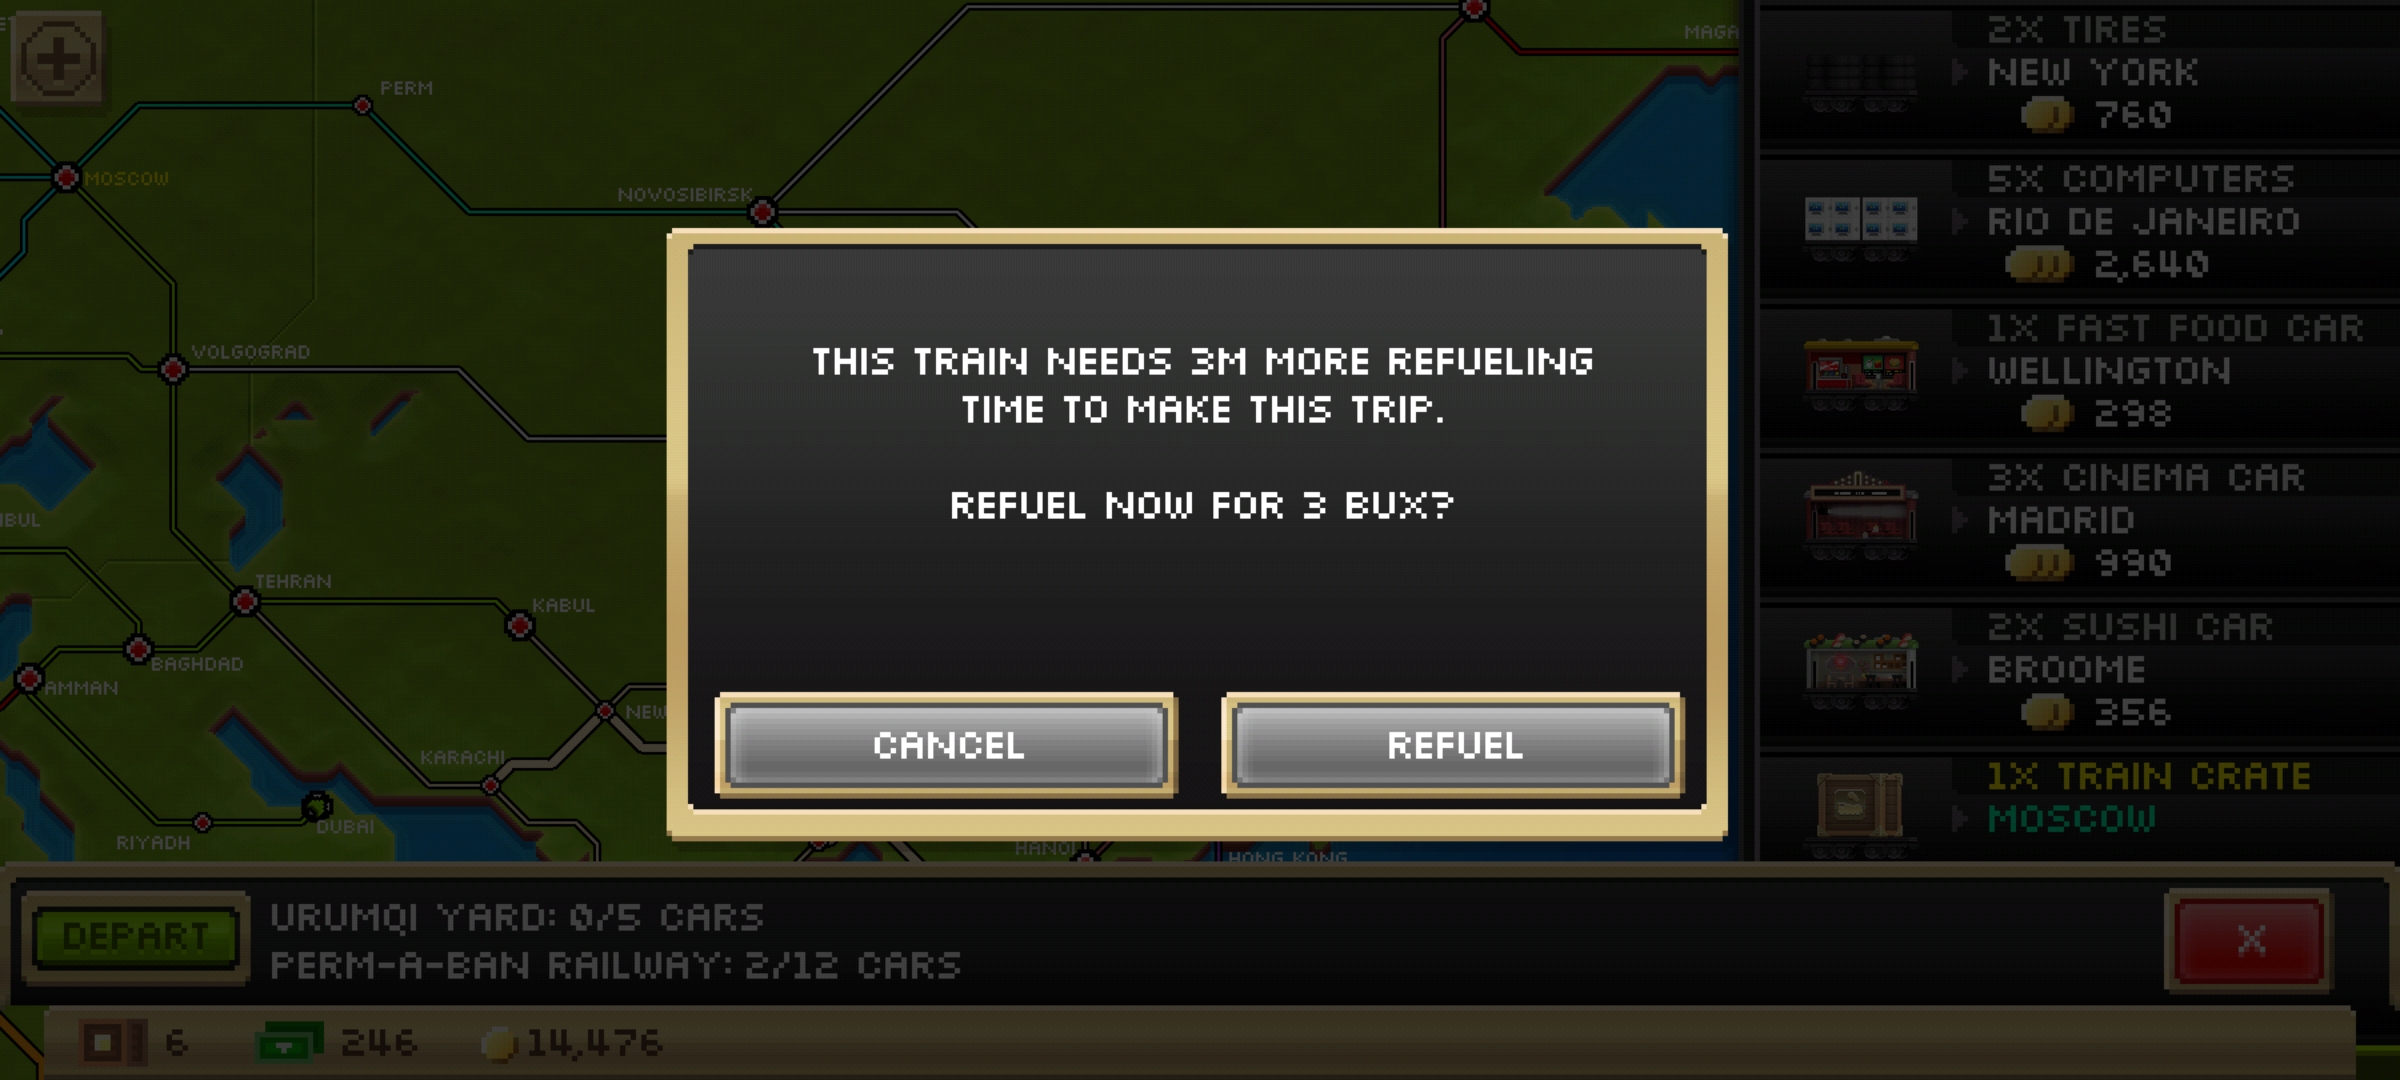 MAGA
PERM
MOSCOW
NOVOSIBIRSK
VOLGOGRAD
TEHRAN
KABUL
BAGHDAD
AMMAN
NEW
KARACHI
DUBAI
RIYADH
HANOI
HONG KONG
BUL
2X TIRES
NEW YORK
760
5X COMPUTERS
RIO DE JANEIRO
2,640
1X FAST FOOD CAR
WELLINGTON
298
3X CINEMA CAR
MADRID
990
2X SUSHI CAR
BROOME
356
1X TRAIN CRATE
MOSCOW
THIS TRAIN NEEDS 3M MORE REFUELING
TIME TO MAKE THIS TRIP.
REFUEL NOW FOR 3 BUX?
CANCEL
REFUEL
DEPART
URUMQI YARD: 0/5 CARS
PERM-A-BAN RAILWAY: 2/12 CARS
X
6
246
14,476